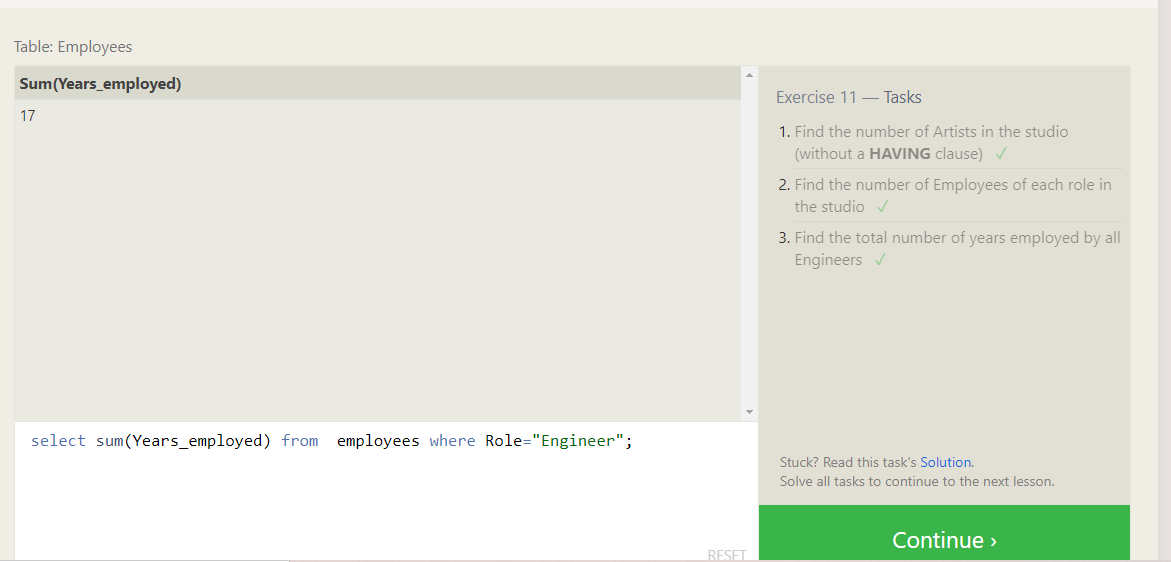 Table: Employees
Sum(Years_employed)
17
select sum(Years_employed) from  employees where Role="Engineer";
RESET
Exercise 11 — Tasks
1. Find the number of Artists in the studio
(without a HAVING clause) ✓
2. Find the number of Employees of each role in
the studio ✓
3. Find the total number of years employed by all
Engineers ✓
Stuck? Read this task's Solution.
Solve all tasks to continue to the next lesson.
Continue ›